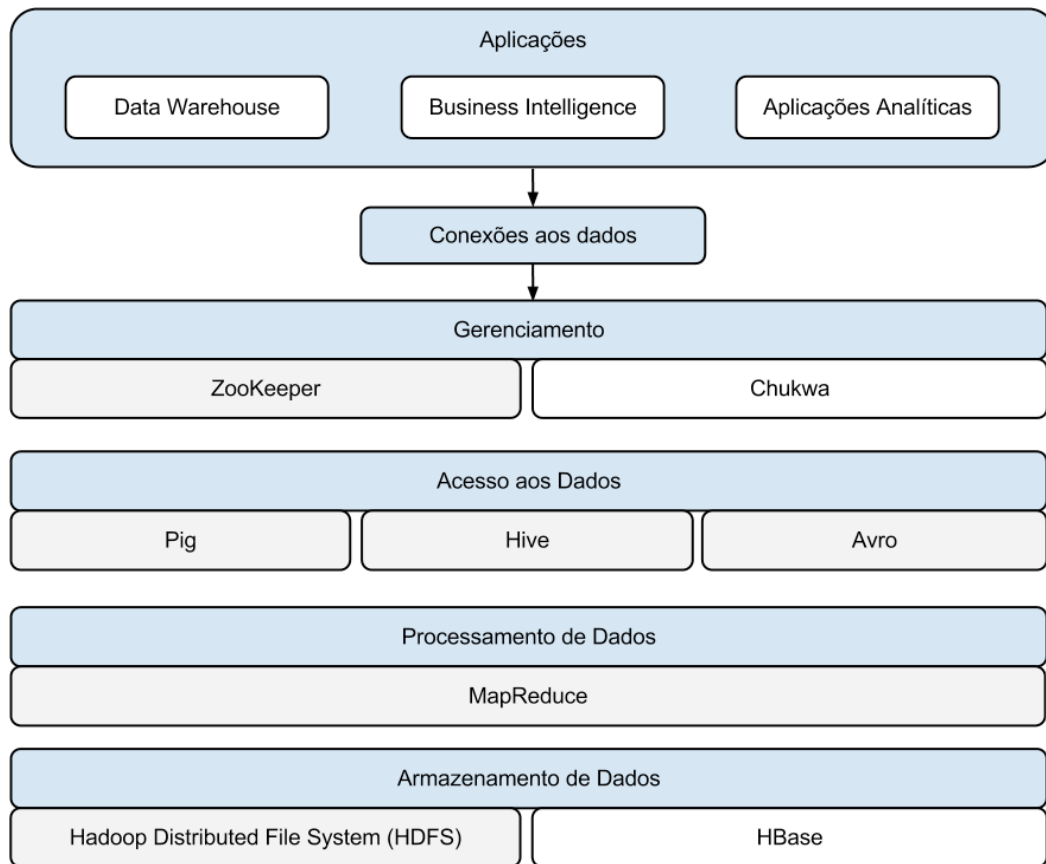 Aplicações
Data Warehouse
Business Intelligence
Aplicações Analíticas
Conexões aos dados
Gerenciamento
ZooKeeper
Chukwa
Acesso aos Dados
Pig
Hive
Avro
Processamento de Dados
MapReduce
Armazenamento de Dados
Hadoop Distributed File System (HDFS)
HBase